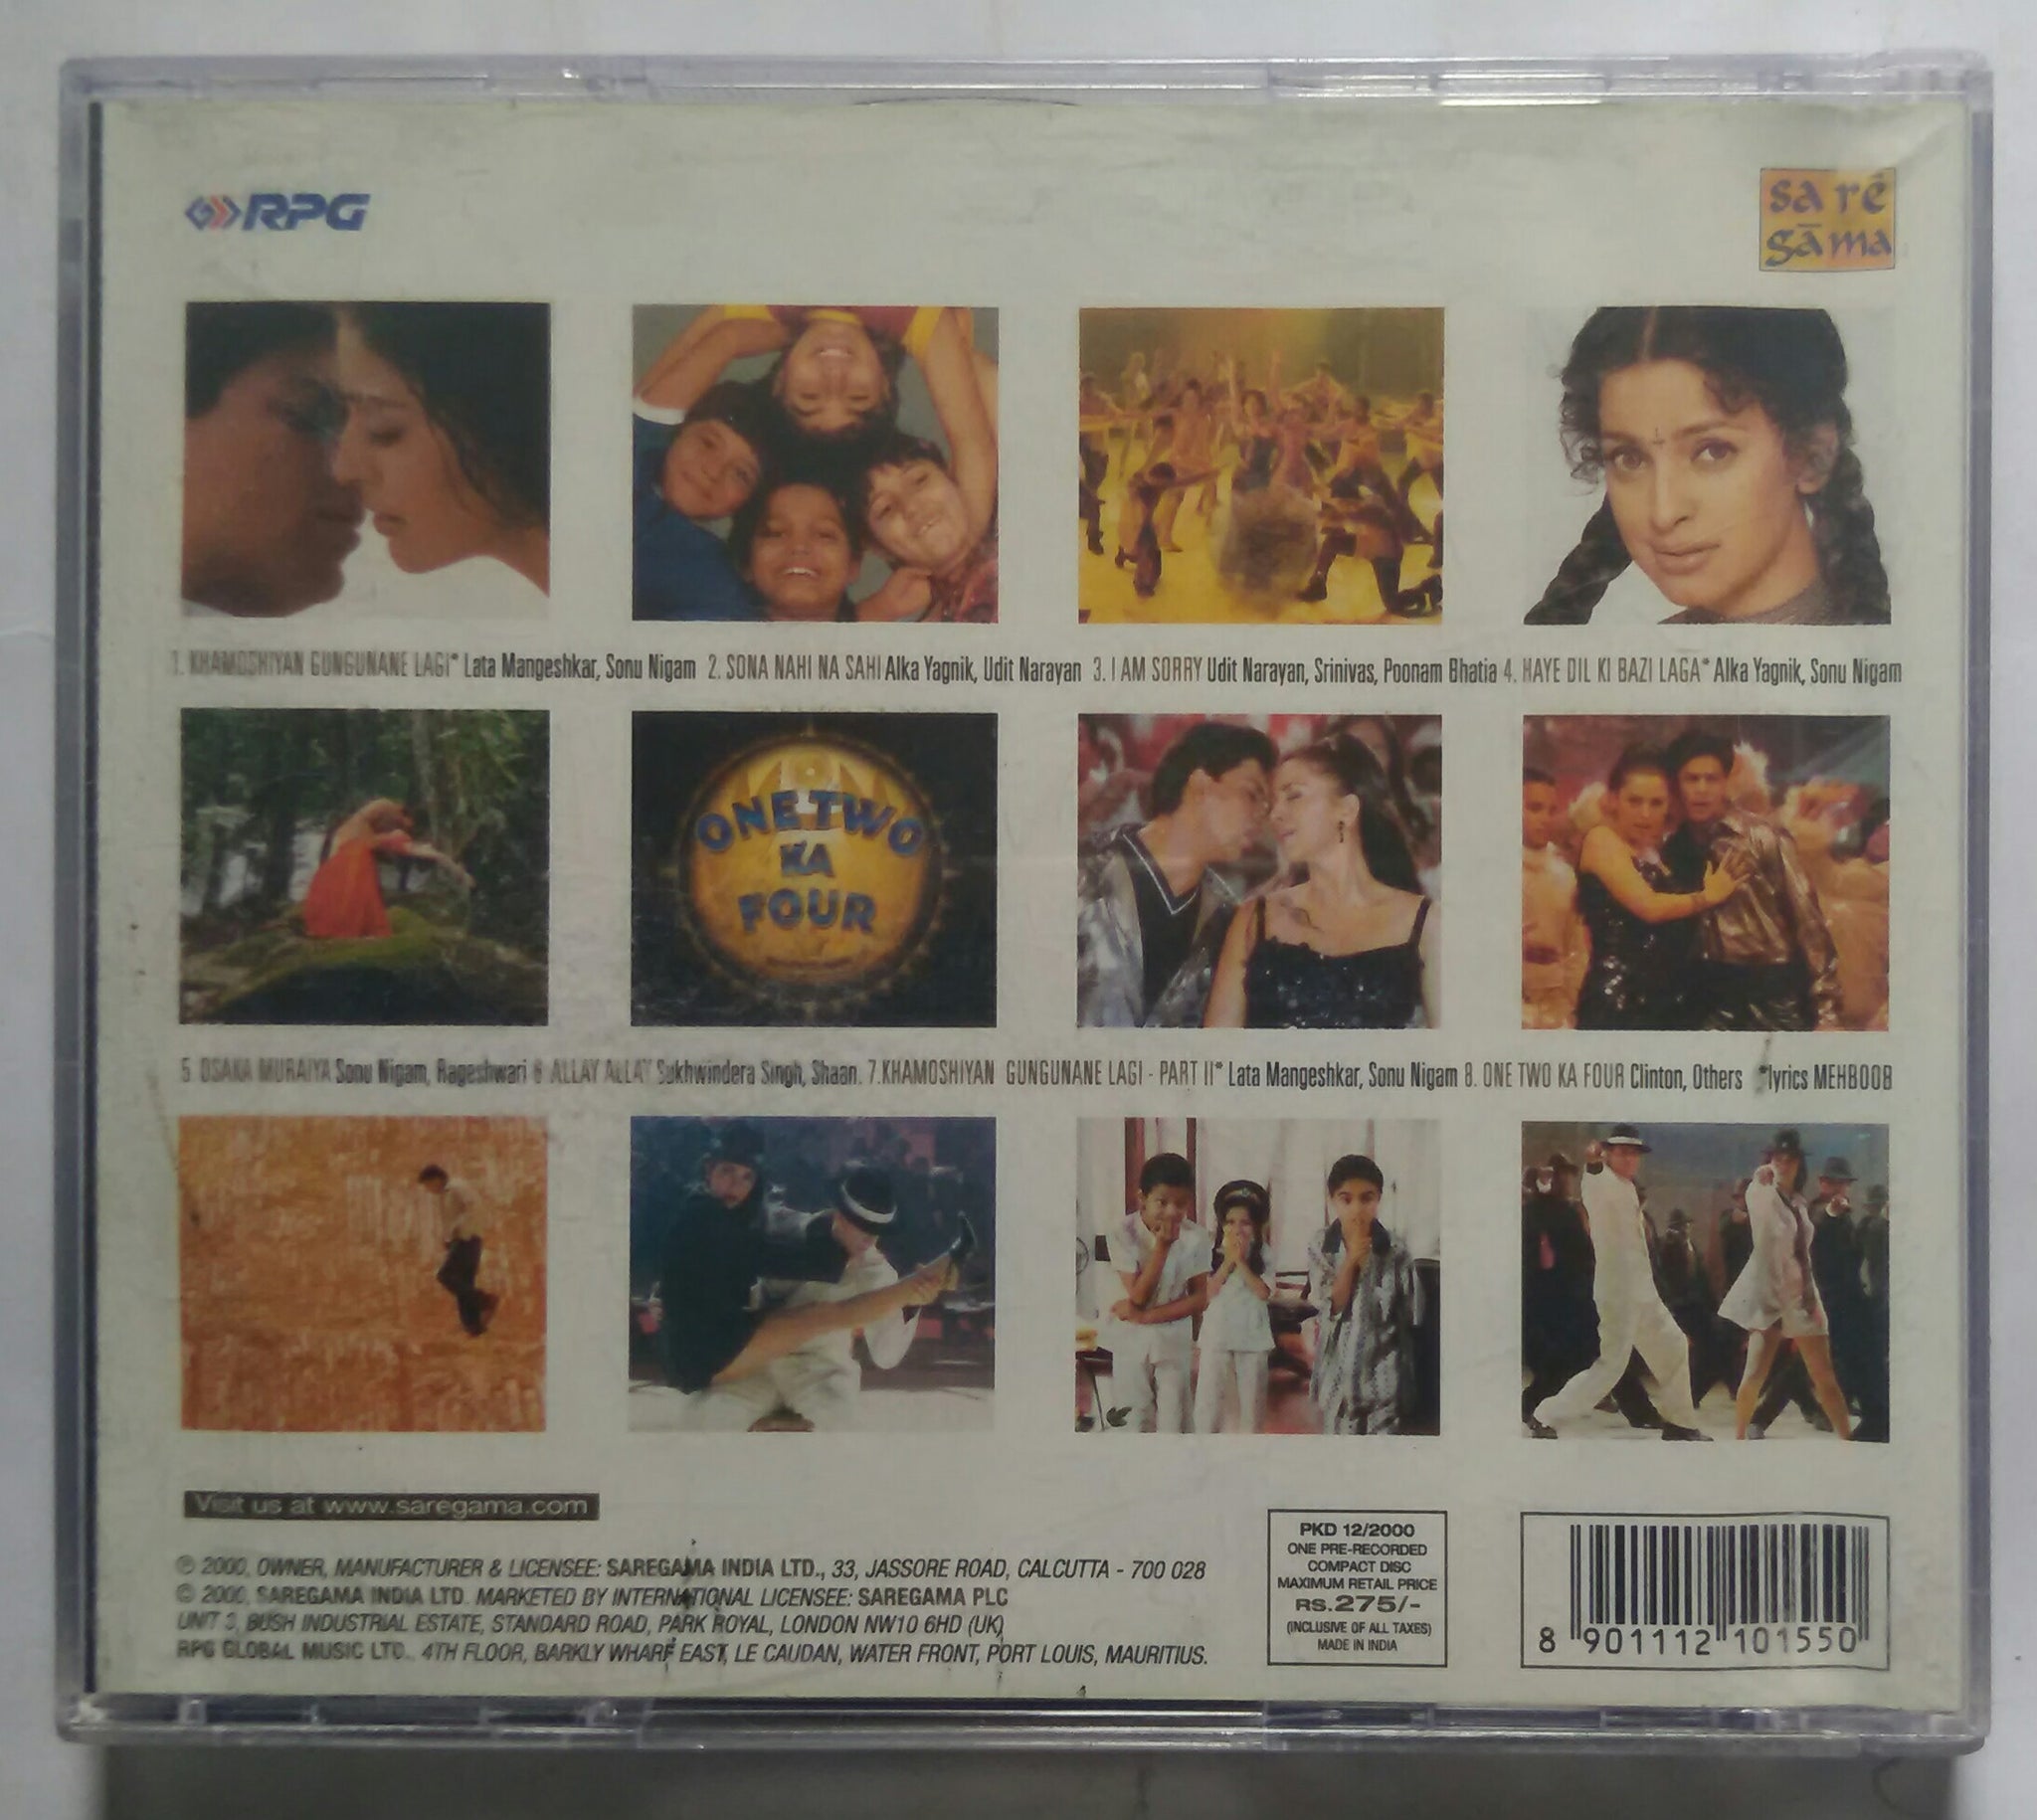 RPG
sa re
gāma
1. KHAMOSHIYAN GUNGUNANE LAGI* Lata Mangeshkar, Sonu Nigam 2. SONA NAHI NA SAHI Alka Yagnik, Udit Narayan 3. I AM SORRY Udit Narayan, Srinivas, Poonam Bhatia 4. HAYE DIL KI BAZI LAGA* Alka Yagnik, Sonu Nigam
ONE TWO
KA
FOUR
5 OSAKA MURAIYA Sonu Nigam, Rageshwari 6 ALLAY ALLAY Sukhwindera Singh, Shaan. 7.KHAMOSHIYAN GUNGUNANE LAGI - PART II* Lata Mangeshkar, Sonu Nigam 8. ONE TWO KA FOUR Clinton, Others *lyrics MEHBOOB
Visit us at www.saregama.com
℗ 2000, OWNER, MANUFACTURER & LICENSEE: SAREGAMA INDIA LTD., 33, JASSORE ROAD, CALCUTTA - 700 028
© 2000, SAREGAMA INDIA LTD. MARKETED BY INTERNATIONAL LICENSEE: SAREGAMA PLC
UNIT 3, BUSH INDUSTRIAL ESTATE, STANDARD ROAD, PARK ROYAL, LONDON NW10 6HD (UK)
RPG GLOBAL MUSIC LTD., 4TH FLOOR, BARKLY WHARF EAST, LE CAUDAN, WATER FRONT, PORT LOUIS, MAURITIUS.
PKD 12/2000
ONE PRE-RECORDED
COMPACT DISC
MAXIMUM RETAIL PRICE
RS.275/-
(INCLUSIVE OF ALL TAXES)
MADE IN INDIA
8 901112 101550